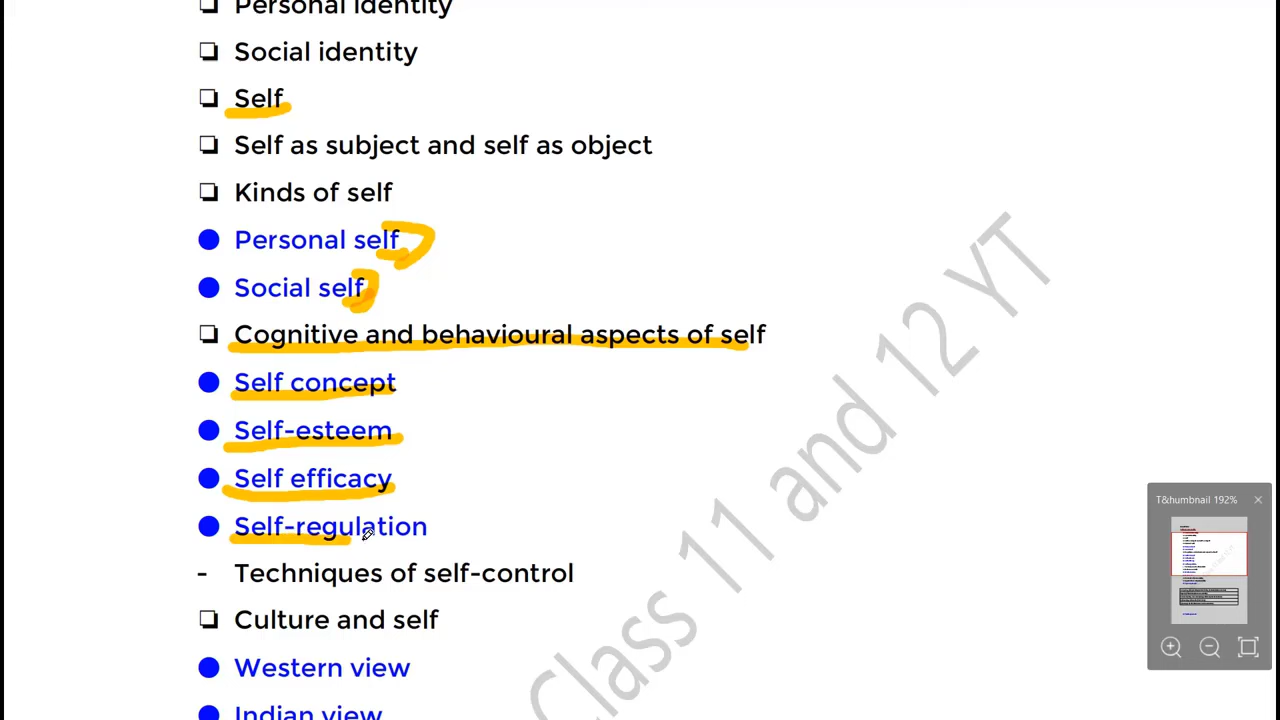 Personal identity
Social identity
Self
Self as subject and self as object
Kinds of self
Personal self
Social self
Cognitive and behavioural aspects of self
Self concept
Self-esteem
Self efficacy
Self-regulation
- Techniques of self-control
Culture and self
Western view
Indian view
Class 11 and 12 YT
T&humbnail 192%